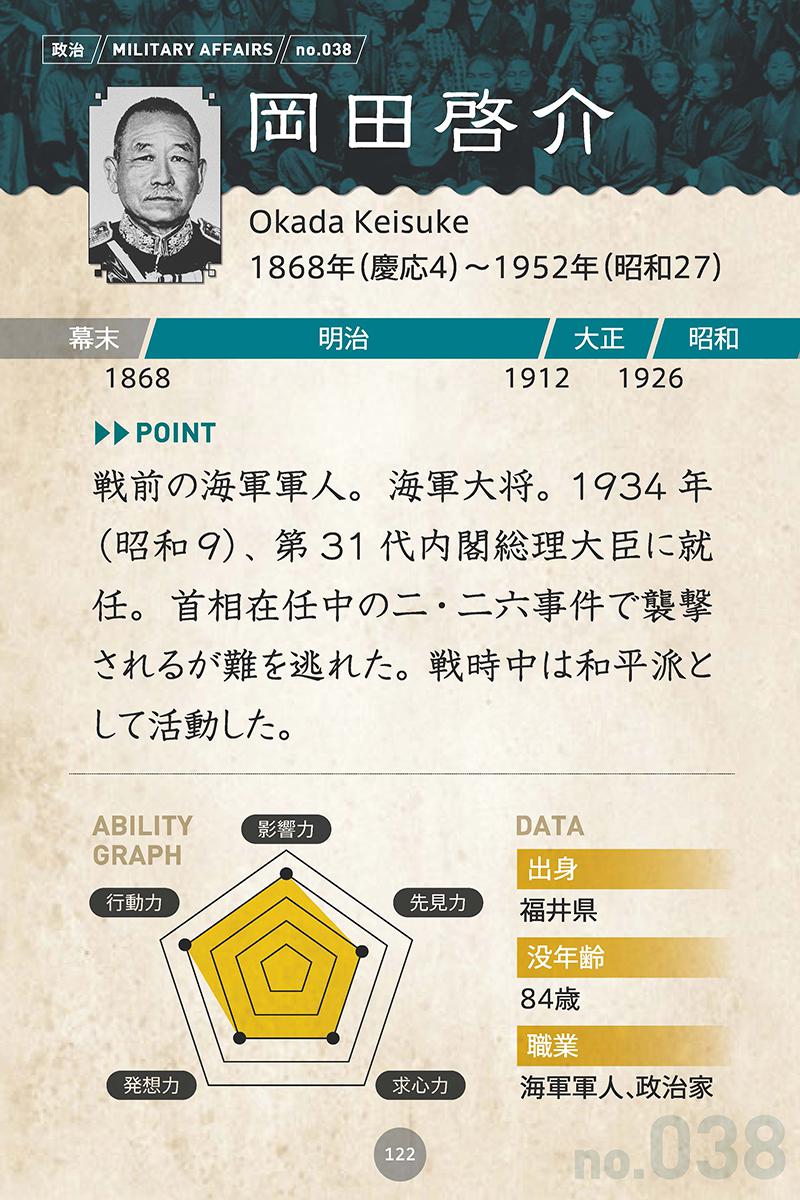 政治 MILITARY AFFAIRS no.038
岡田啓介
Okada Keisuke
1868年(慶応4)～1952年(昭和27)
幕末 明治 大正 昭和
1868 1912 1926
POINT
戦前の海軍軍人。海軍大将。1934 年
(昭和 9)、第 31 代内閣総理大臣に就
任。首相在任中の二・二六事件で襲撃
されるが難を逃れた。戦時中は和平派と
して活動した。
ABILITY
GRAPH
影響力
行動力
先見力
発想力
求心力
DATA
出身
福井県
没年齢
84歳
職業
海軍軍人、政治家
122
no.038